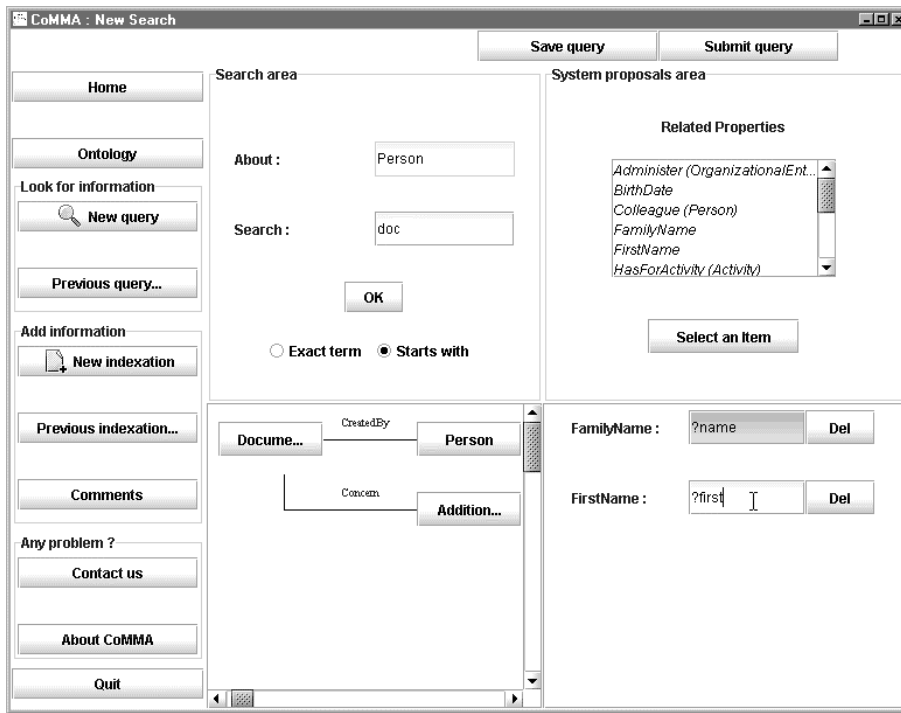 CoMMA : New Search
Save query
Submit query
Home
Ontology
Look for information
New query
Previous query...
Add information
New indexation
Previous indexation...
Comments
Any problem ?
Contact us
About CoMMA
Quit
Search area
About :
Person
Search :
doc
OK
Exact term
Starts with
System proposals area
Related Properties
Administer (OrganizationalEnt...
BirthDate
Colleague (Person)
FamilyName
FirstName
HasForActivity (Activity)
Select an Item
Docume...
CreatedBy
Person
Concern
Addition...
FamilyName :
?name
Del
FirstName :
?first
Del